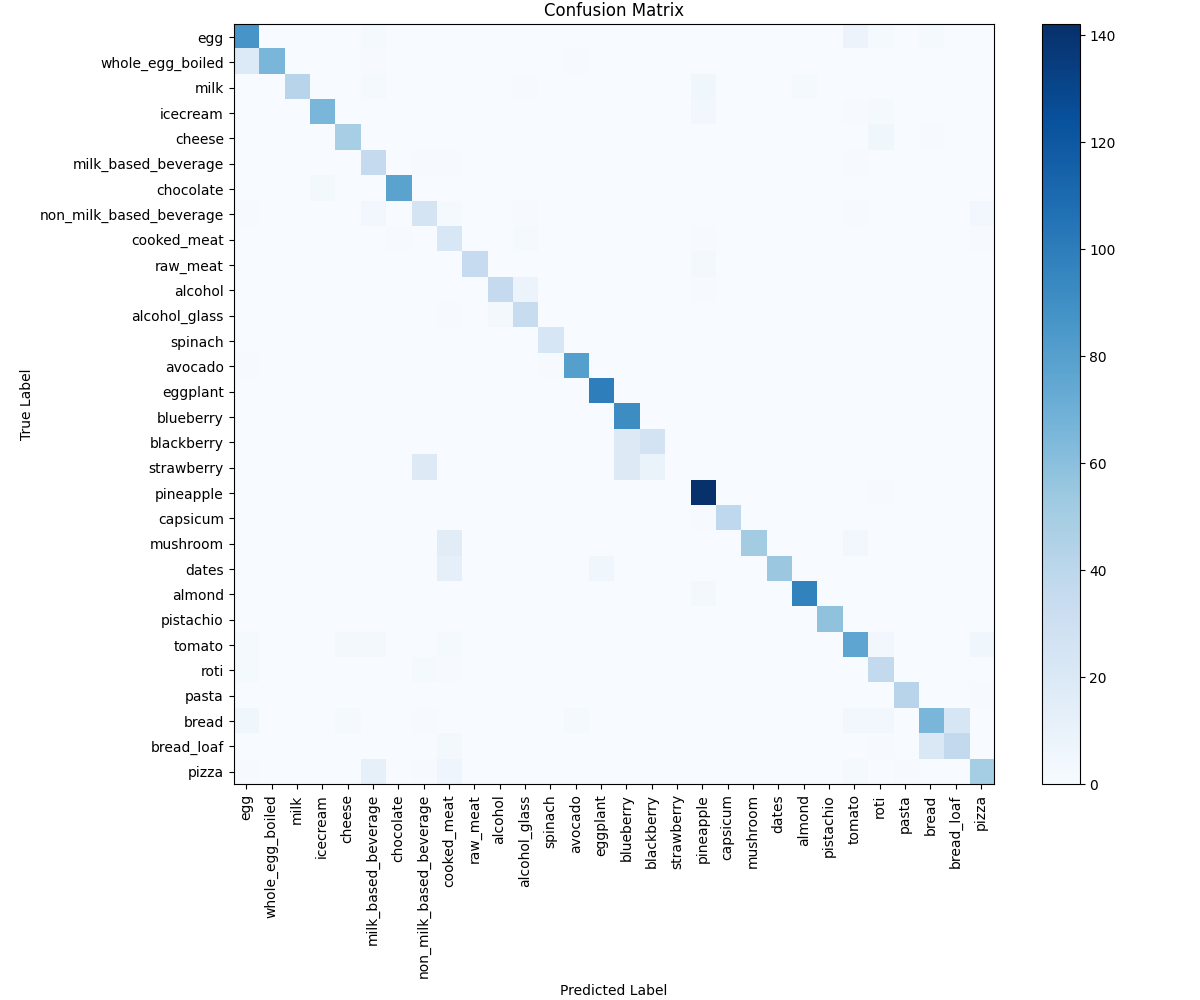 Confusion Matrix
egg
whole_egg_boiled
milk
icecream
cheese
milk_based_beverage
chocolate
non_milk_based_beverage
cooked_meat
raw_meat
alcohol
alcohol_glass
spinach
avocado
eggplant
blueberry
blackberry
strawberry
pineapple
capsicum
mushroom
dates
almond
pistachio
tomato
roti
pasta
bread
bread_loaf
pizza
True Label
egg
whole_egg_boiled
milk
icecream
cheese
milk_based_beverage
chocolate
non_milk_based_beverage
cooked_meat
raw_meat
alcohol
alcohol_glass
spinach
avocado
eggplant
blueberry
blackberry
strawberry
pineapple
capsicum
mushroom
dates
almond
pistachio
tomato
roti
pasta
bread
bread_loaf
pizza
Predicted Label
140
120
100
80
60
40
20
0